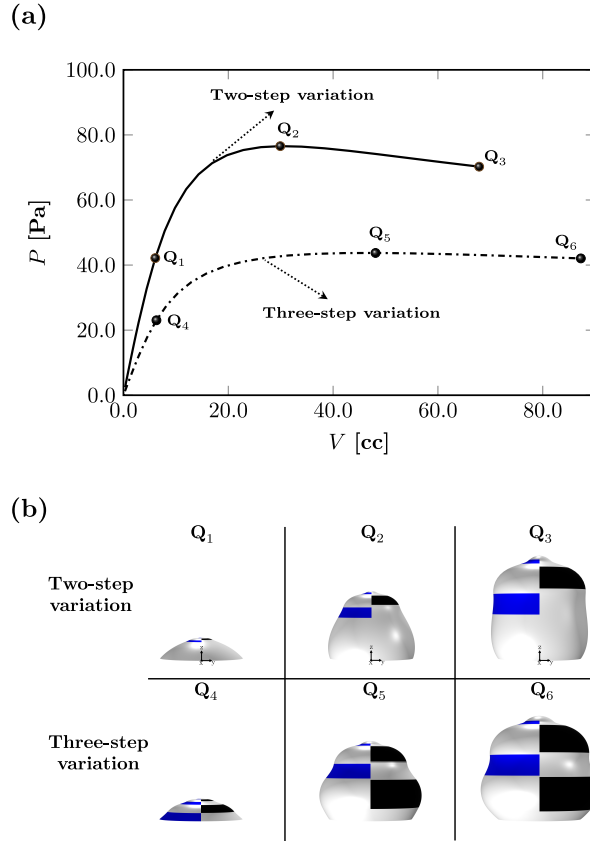 (a)
100.0
80.0
60.0
40.0
20.0
0.0
P [Pa]
Two-step variation
Q2
Q3
Q1
Q5
Q6
Q4
Three-step variation
0.0 20.0 40.0 60.0 80.0
V [cc]
(b)
Q1 Q2 Q3
Two-step
variation
z
y
z
x y
z
x y
Q4 Q5 Q6
Three-step
variation